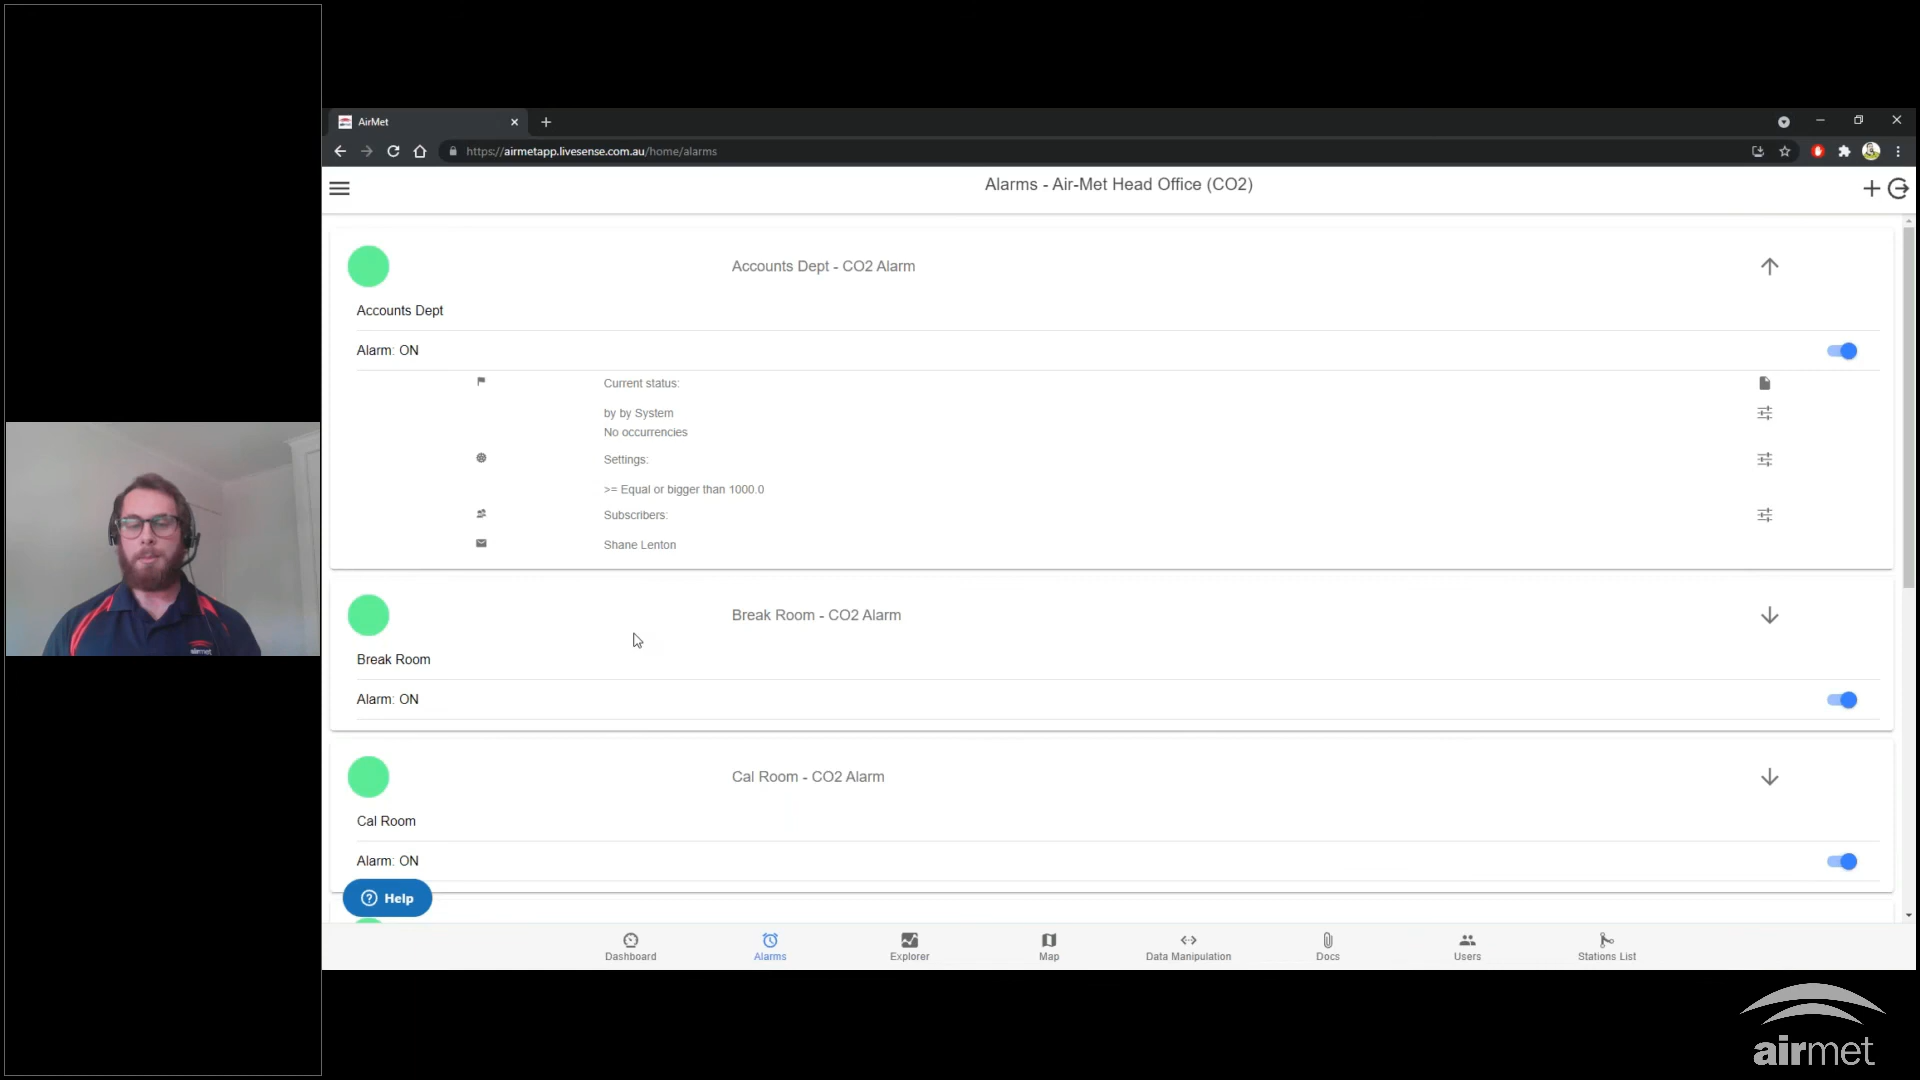 AirMet
https://airmetapp.livesense.com.au/home/alarms
Alarms - Air-Met Head Office (CO2)
Accounts Dept - CO2 Alarm
Accounts Dept
Alarm: ON
Current status:
by by System
No occurrencies
Settings:
>= Equal or bigger than 1000.0
Subscribers:
Shane Lenton
Break Room - CO2 Alarm
Break Room
Alarm: ON
Cal Room - CO2 Alarm
Cal Room
Alarm: ON
Help
Dashboard
Alarms
Explorer
Map
Data Manipulation
Docs
Users
Stations List
airmet
airmet